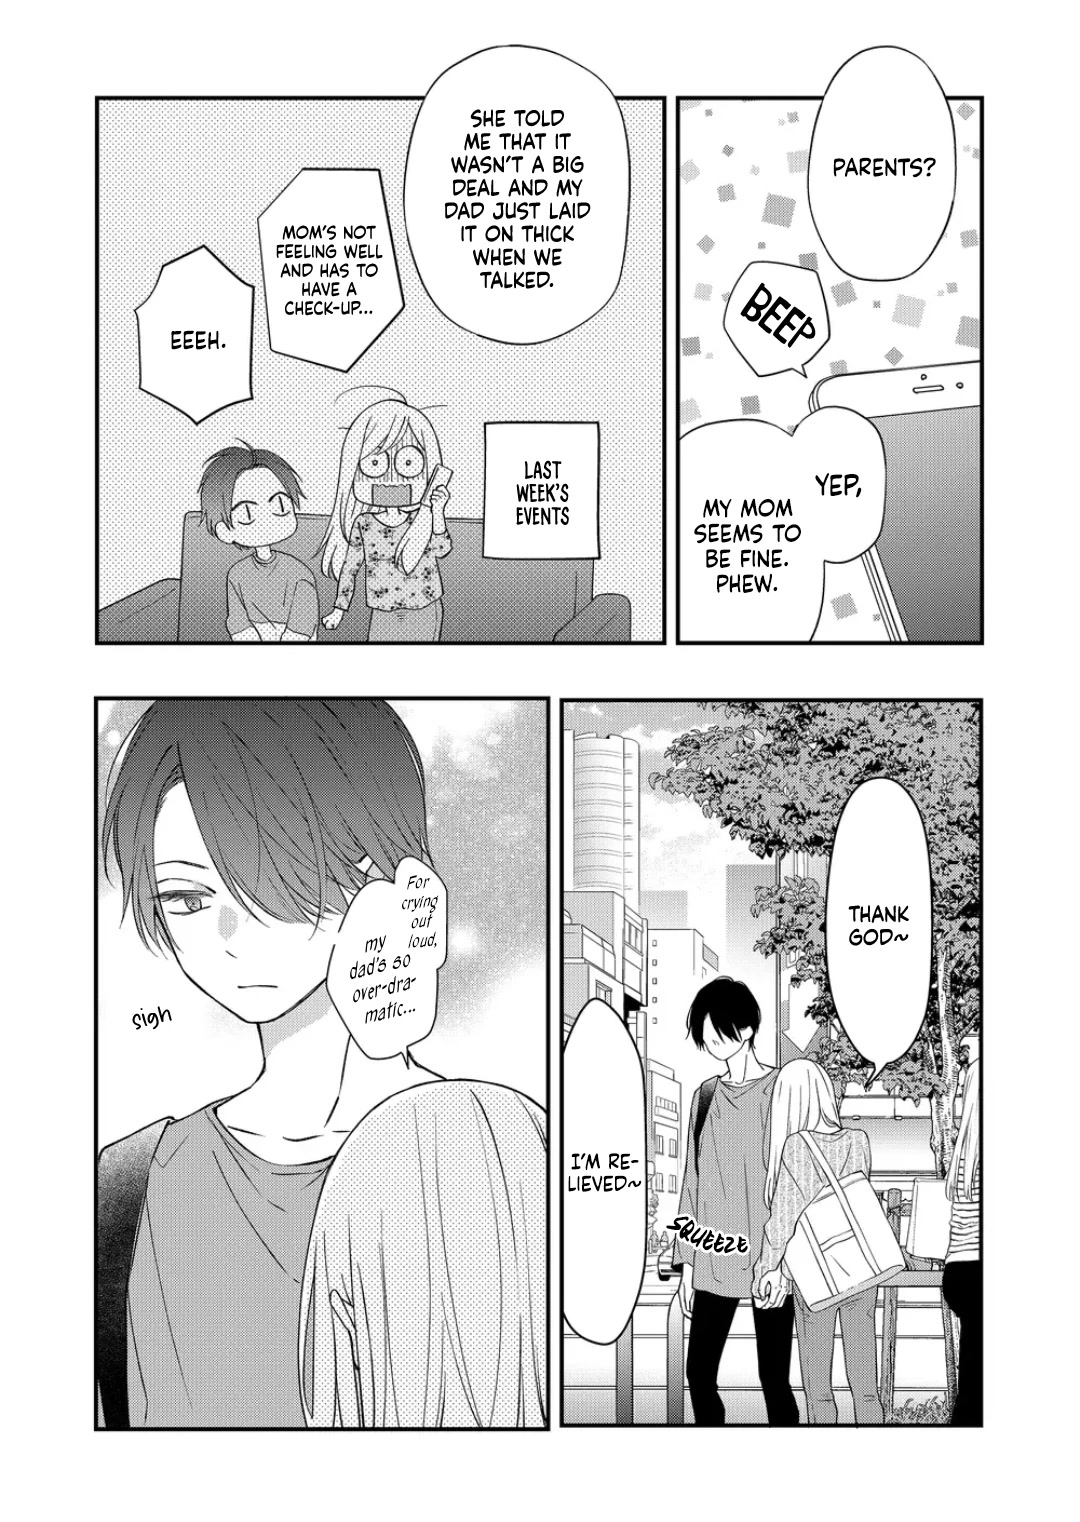 PARENTS?
BEEP
YEP,
MY MOM
SEEMS TO
BE FINE.
PHEW.
SHE TOLD
ME THAT IT
WASN'T A BIG
DEAL AND MY
DAD JUST LAID
IT ON THICK
WHEN WE
TALKED.
LAST
WEEK'S
EVENTS
MOM'S NOT
FEELING WELL
AND HAS TO
HAVE A
CHECK-UP...
EEEH.
THANK
GOD~
I'M RE-
LIEVED~
SQUEEZE
For
crying
out
loud,
my
dad's so
over-dra-
matic...
sigh